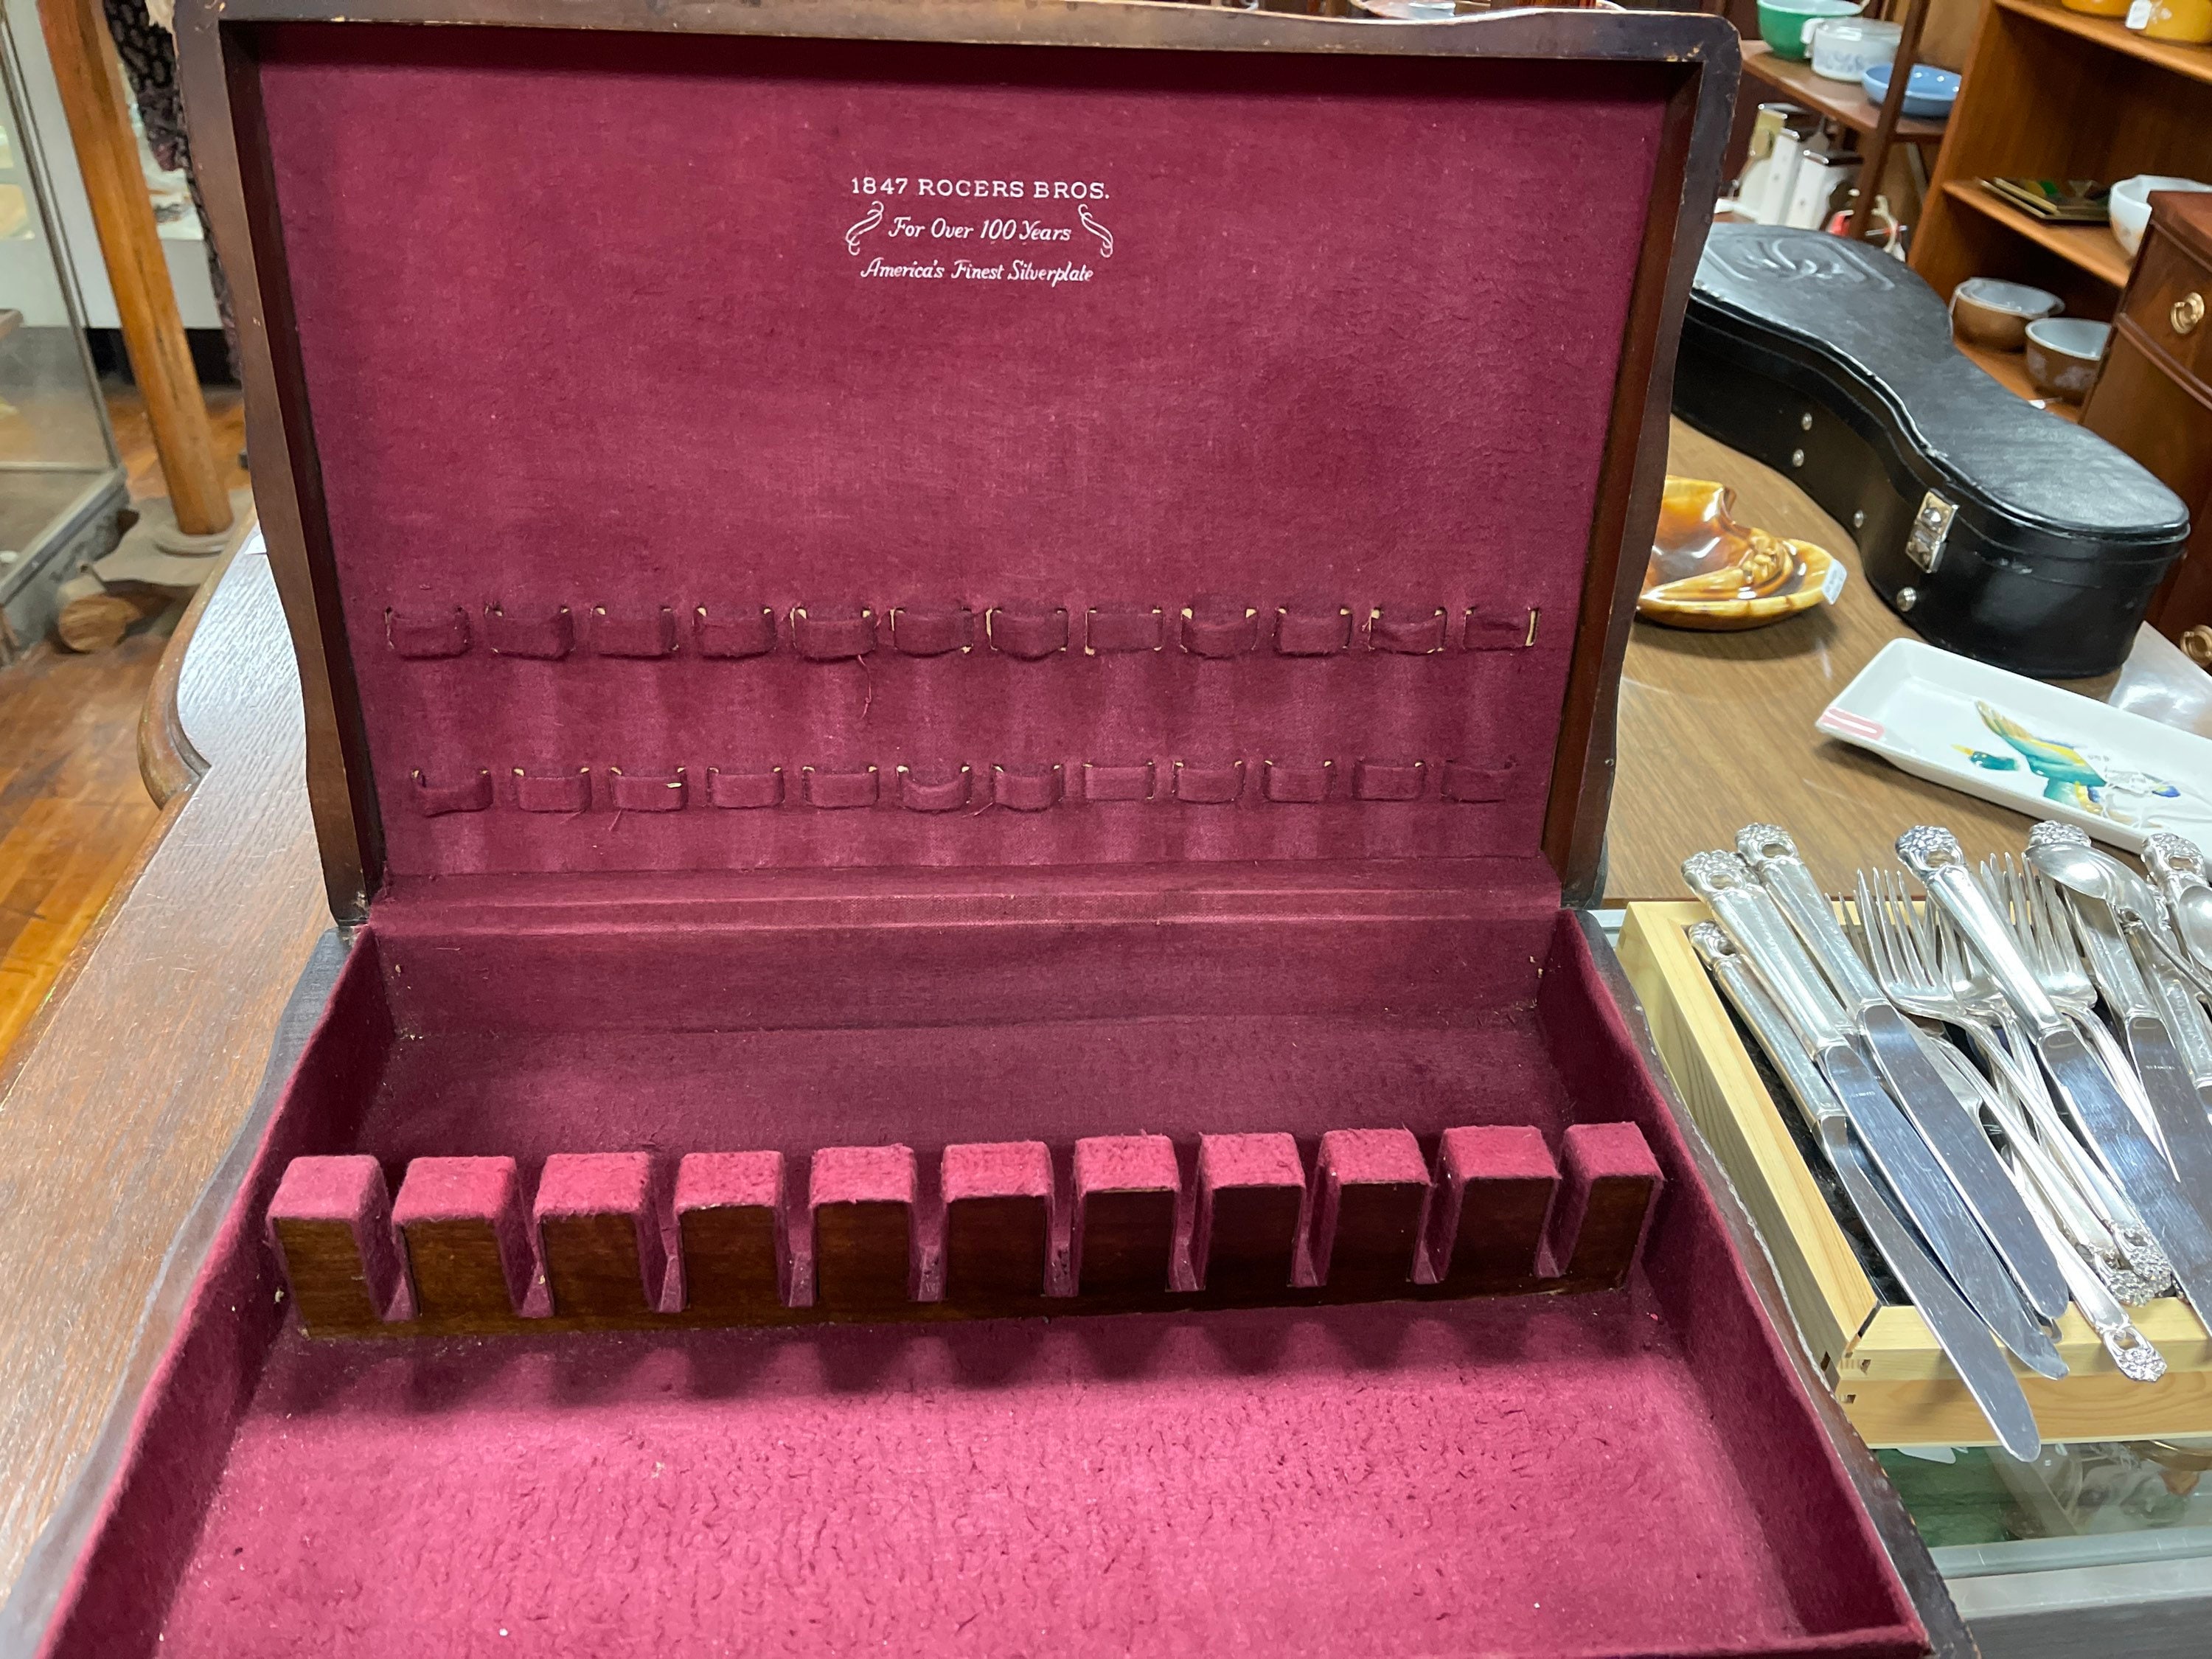 1847 ROGERS BROS.
For Over 100 Years
America's Finest Silverplate